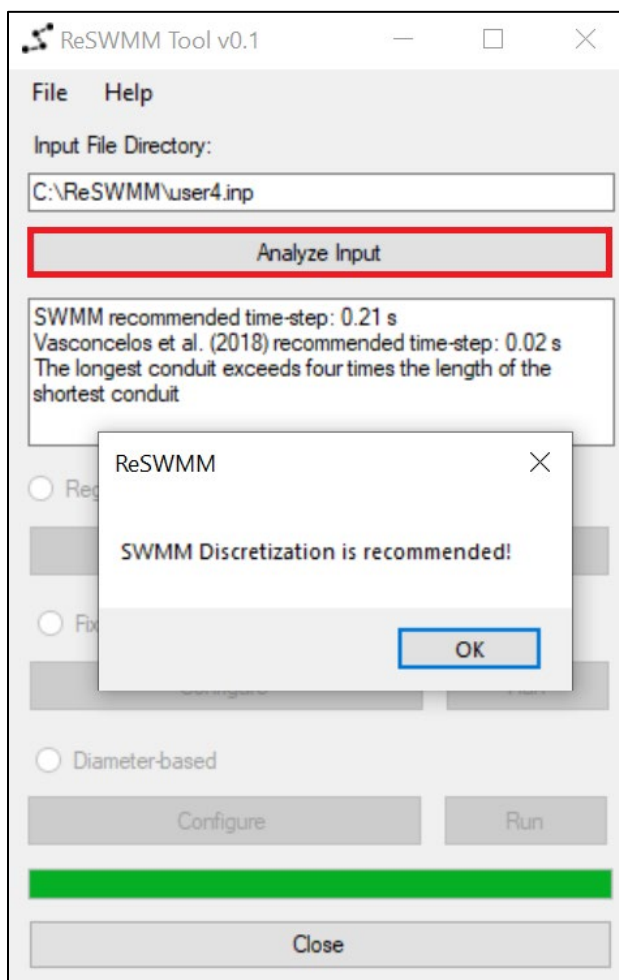 ReSWMM Tool v0.1
File Help
Input File Directory:
C:\ReSWMM\user4.inp
Analyze Input
SWMM recommended time-step: 0.21 s
Vasconcelos et al. (2018) recommended time-step: 0.02 s
The longest conduit exceeds four times the length of the
shortest conduit
ReSWMM
SWMM Discretization is recommended!
OK
Diameter-based
Configure Run
Close